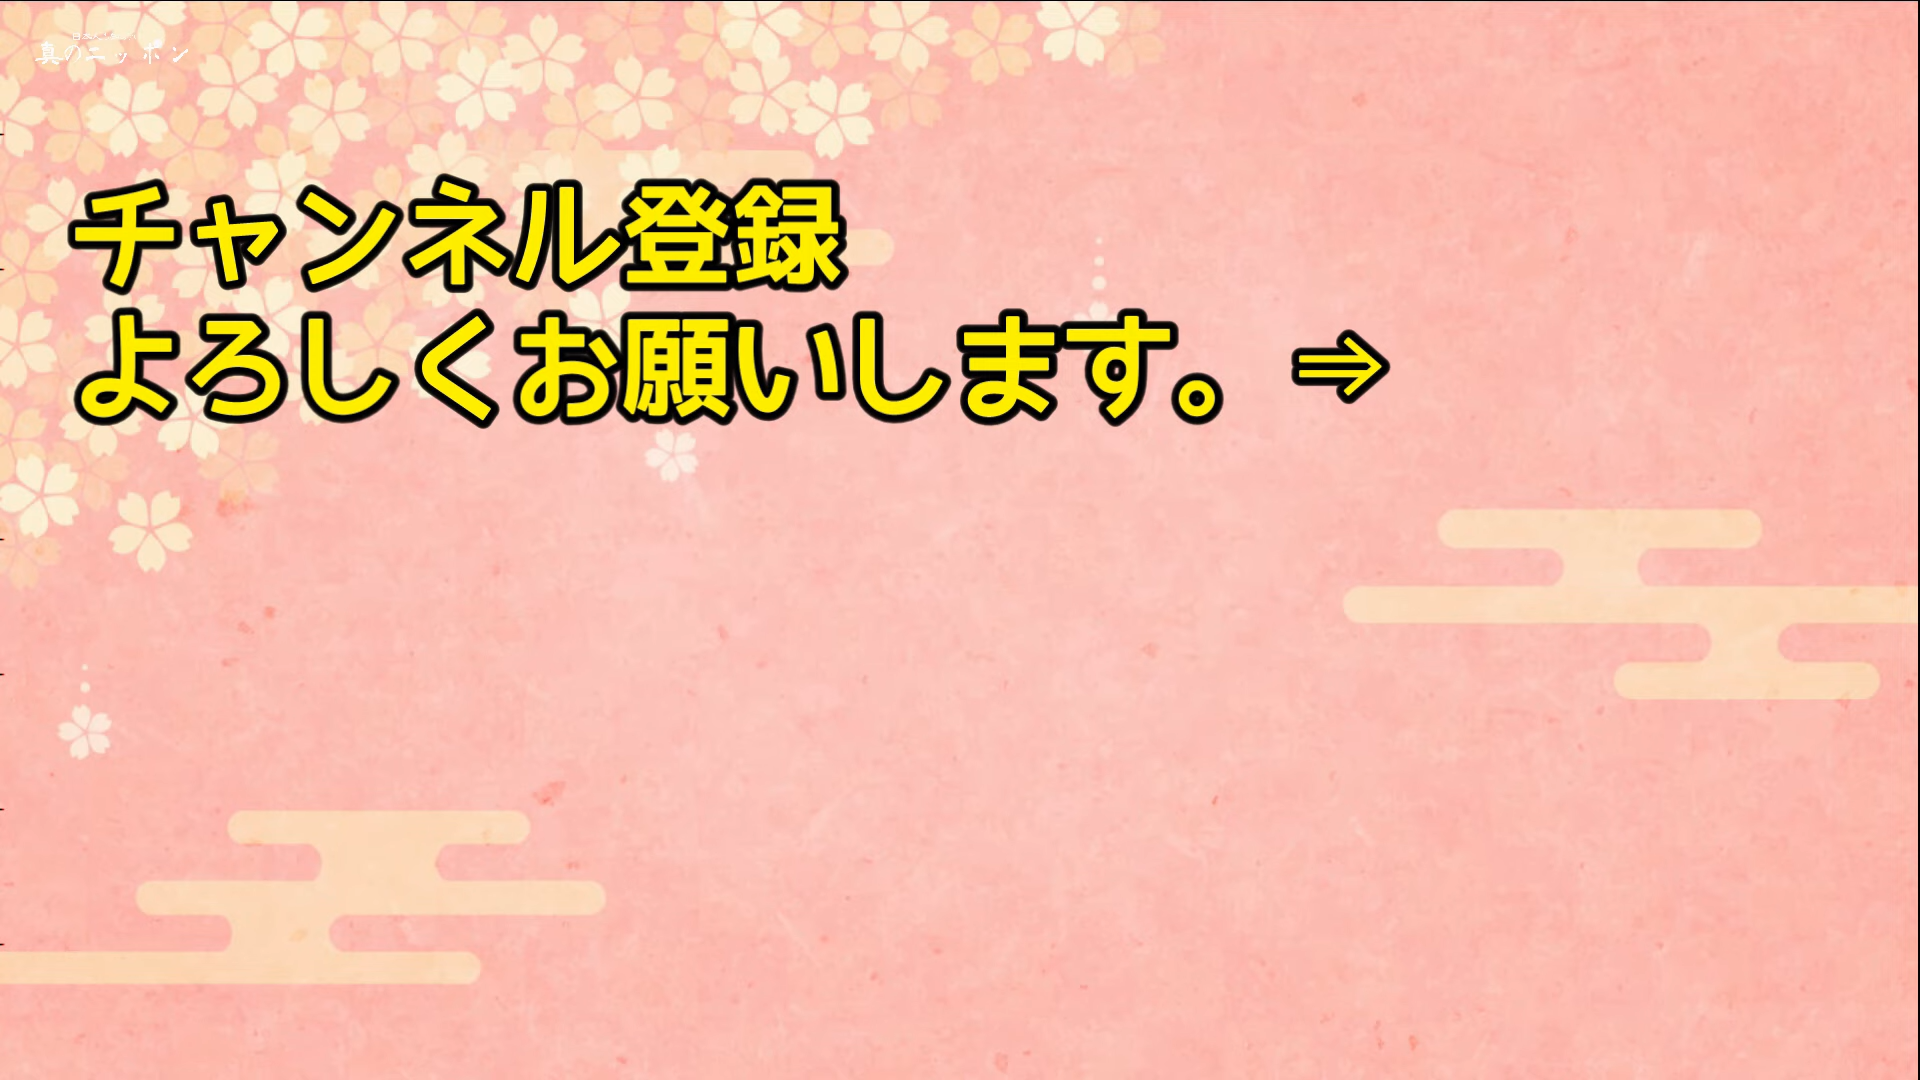 真のニッポン
チャンネル登録
よろしくお願いします。⇒